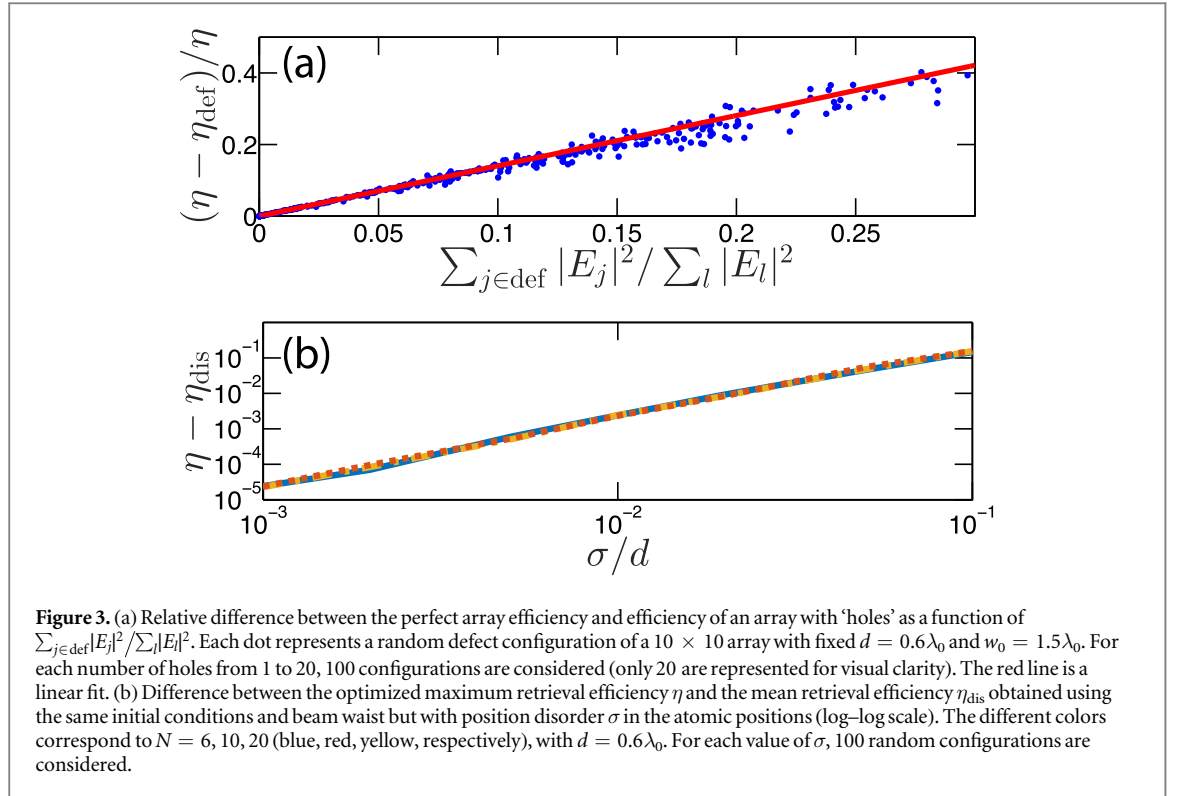 (a)
(η − η_def)/η
0.4
0.2
0
0 0.05 0.1 0.15 0.2 0.25
∑_{j∈def} |E_j|²/ ∑_l |E_l|²
(b)
η − η_dis
10⁻¹
10⁻²
10⁻³
10⁻⁴
10⁻⁵
10⁻³ 10⁻² 10⁻¹
σ/d
Figure 3. (a) Relative difference between the perfect array efficiency and efficiency of an array with ‘holes’ as a function of
∑_{j∈def}|E_j|²/∑_l|E_l|². Each dot represents a random defect configuration of a 10 × 10 array with fixed d = 0.6λ₀ and w₀ = 1.5λ₀. For
each number of holes from 1 to 20, 100 configurations are considered (only 20 are represented for visual clarity). The red line is a
linear fit. (b) Difference between the optimized maximum retrieval efficiency η and the mean retrieval efficiency η_dis obtained using
the same initial conditions and beam waist but with position disorder σ in the atomic positions (log–log scale). The different colors
correspond to N = 6, 10, 20 (blue, red, yellow, respectively), with d = 0.6λ₀. For each value of σ, 100 random configurations are
considered.